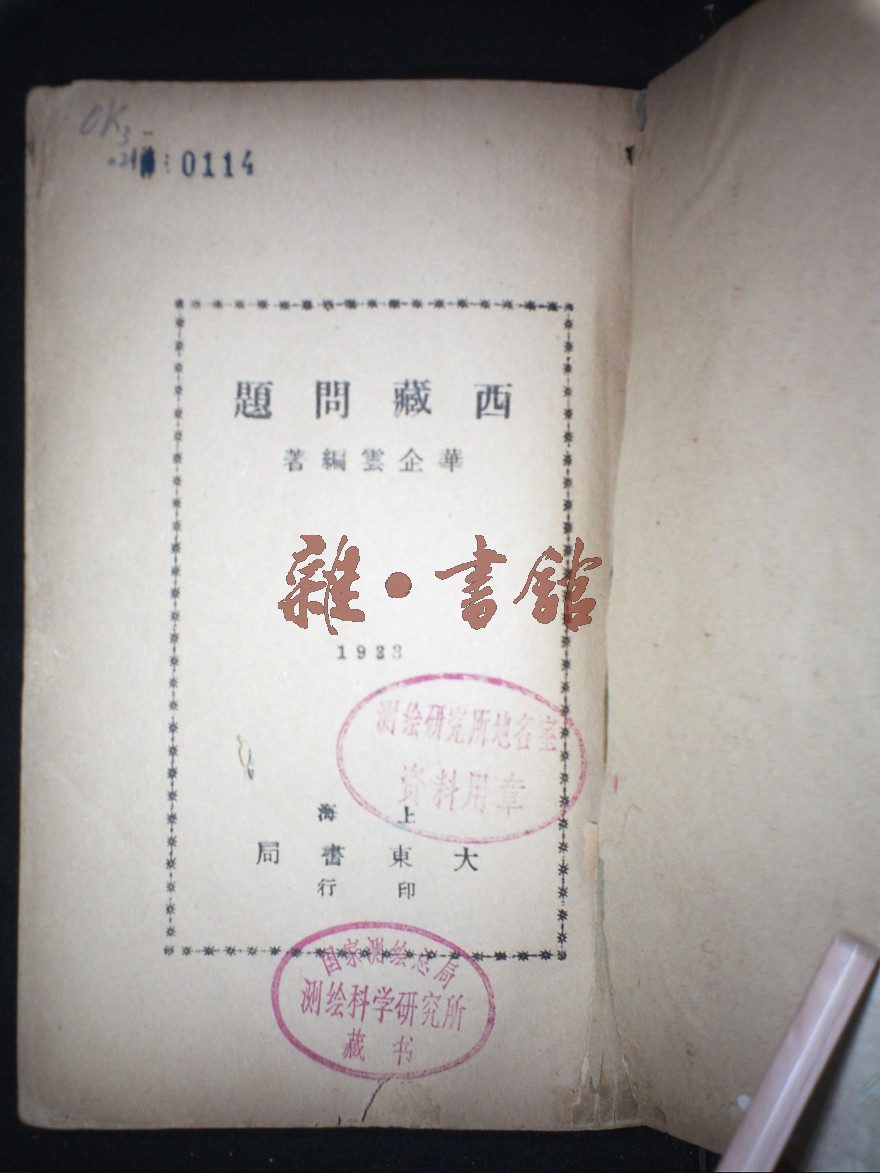 OK
0114
西藏問題
華企雲編著
雜·書館
1933
测绘研究所地名室
资料用章
上海
大東書局
印行
国家测绘总局
测绘科学研究所
藏书